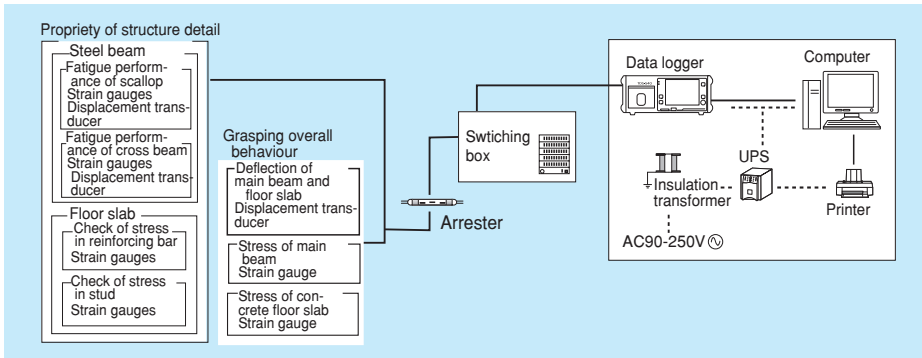 Propriety of structure detail
Steel beam
Fatigue perform-
ance of scallop
Strain gauges
Displacement trans-
ducer
Fatigue perform-
ance of cross beam
Strain gauges
Displacement trans-
ducer
Floor slab
Check of stress
in reinforcing bar
Strain gauges
Check of stress
in stud
Strain gauges
Grasping overall
behaviour
Deflection of
main beam and
floor slab
Displacement trans-
ducer
Stress of main
beam
Strain gauge
Stress of con-
crete floor slab
Strain gauge
Arrester
Swtiching
box
Data logger
Computer
UPS
Insulation
transformer
Printer
AC90-250V